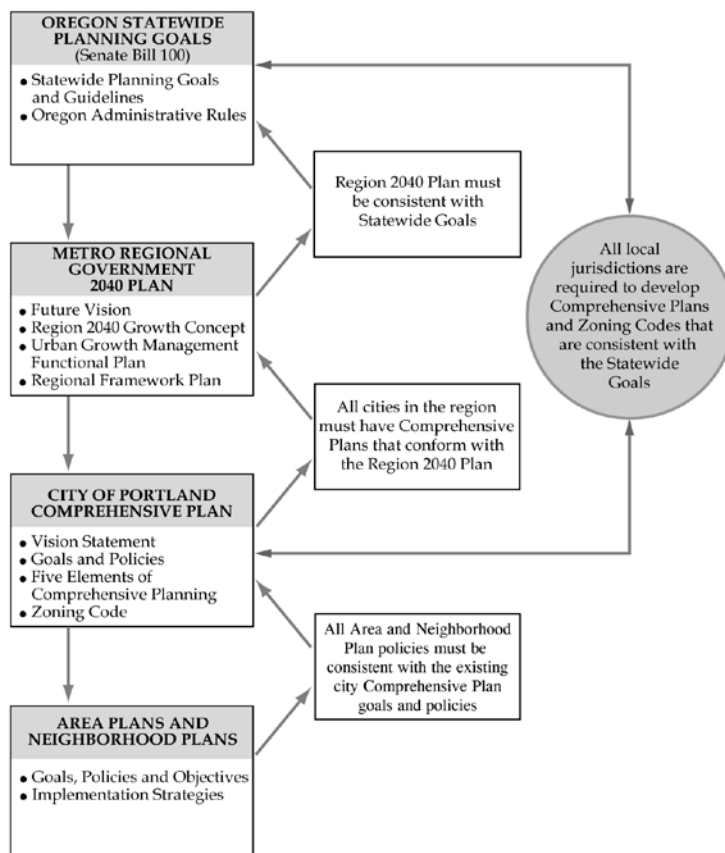 OREGON STATEWIDE
PLANNING GOALS
(Senate Bill 100)
• Statewide Planning Goals
and Guidelines
• Oregon Administrative Rules
Region 2040 Plan must
be consistent with
Statewide Goals
METRO REGIONAL
GOVERNMENT
2040 PLAN
• Future Vision
• Region 2040 Growth Concept
• Urban Growth Management
Functional Plan
• Regional Framework Plan
All local
jurisdictions are
required to develop
Comprehensive Plans
and Zoning Codes that
are consistent with
the Statewide
Goals
All cities in the region
must have Comprehensive
Plans that conform with
the Region 2040 Plan
CITY OF PORTLAND
COMPREHENSIVE PLAN
• Vision Statement
• Goals and Policies
• Five Elements of
Comprehensive Planning
• Zoning Code
All Area and Neighborhood
Plan policies must be
consistent with the existing
city Comprehensive Plan
goals and policies
AREA PLANS AND
NEIGHBORHOOD PLANS
• Goals, Policies and Objectives
• Implementation Strategies